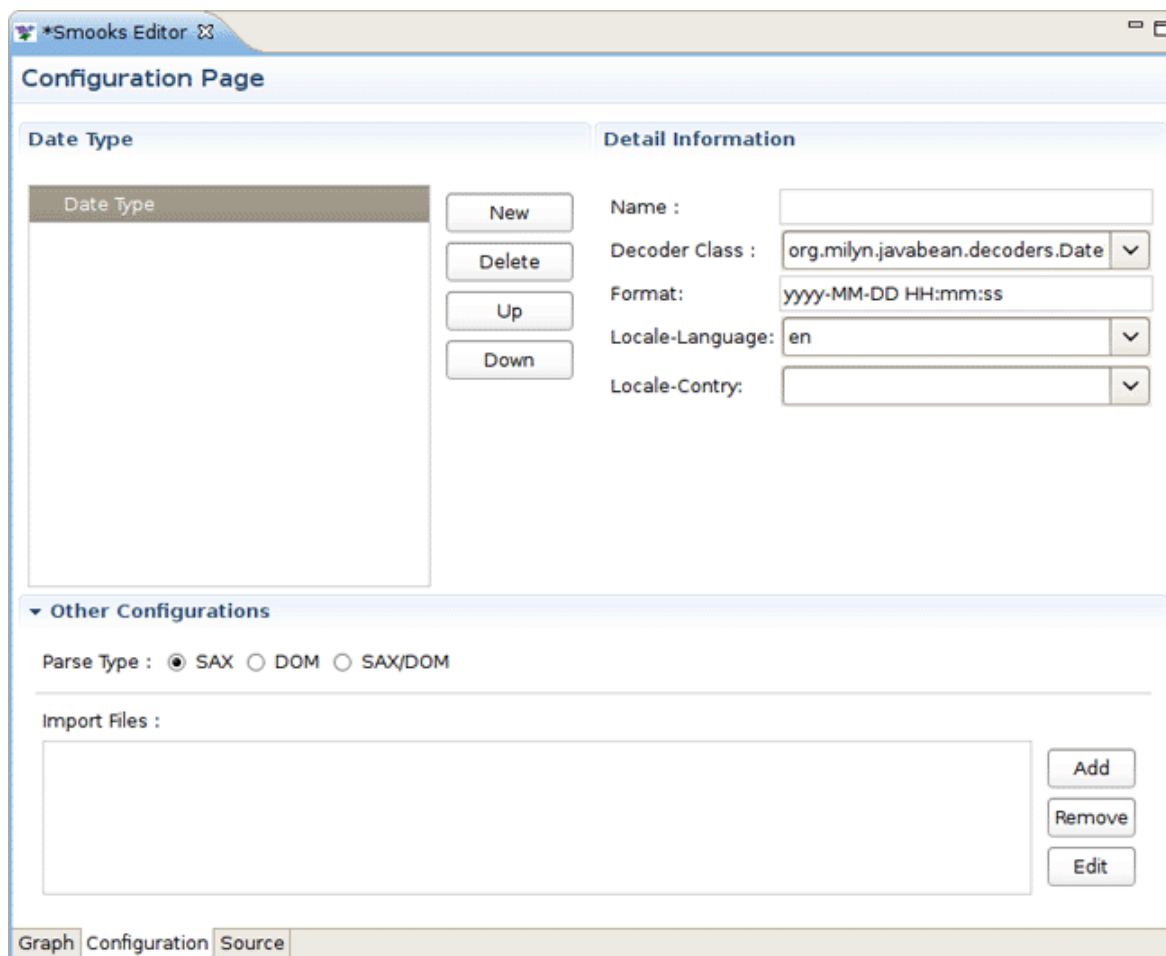 *Smooks Editor
Configuration Page
Date Type
Date Type
New
Delete
Up
Down
Detail Information
Name :
Decoder Class : org.milyn.javabean.decoders.Date
Format: yyyy-MM-DD HH:mm:ss
Locale-Language: en
Locale-Contry:
Other Configurations
Parse Type : SAX DOM SAX/DOM
Import Files :
Add
Remove
Edit
Graph Configuration Source